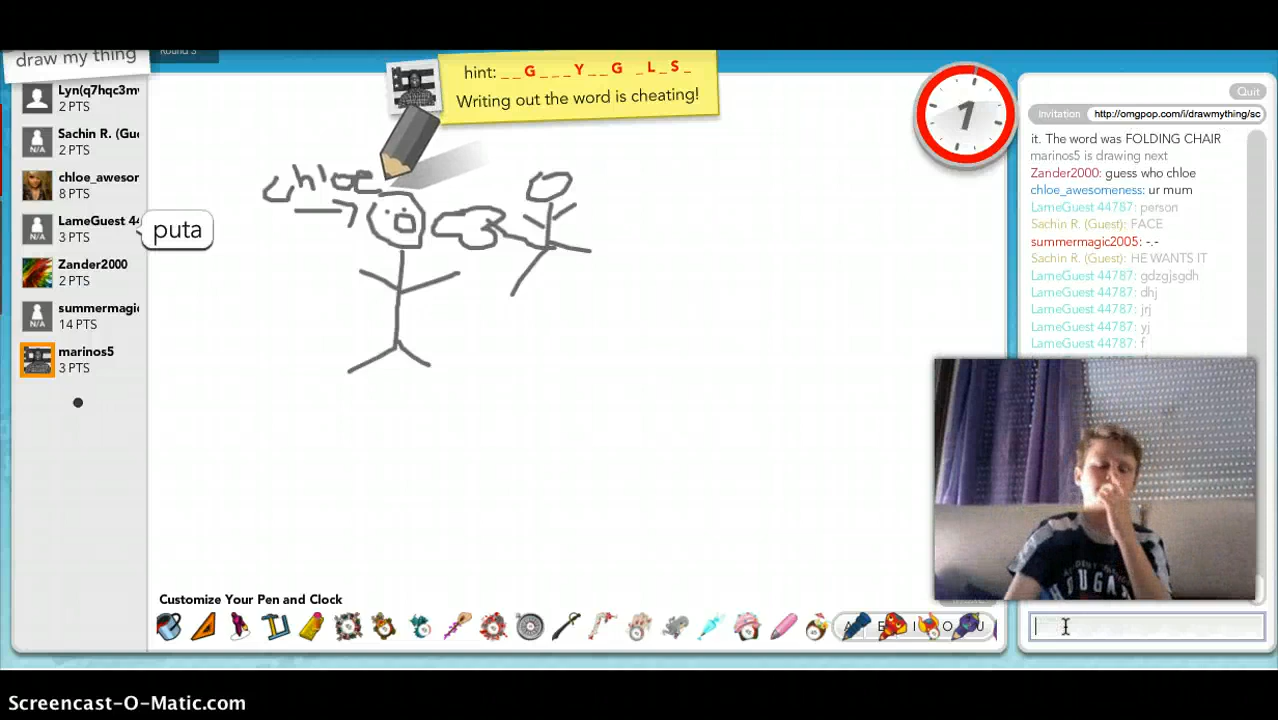 draw my thing
Round 3
hint: _ _ G _ _ _ Y _ _ G _ L _ S _
Writing out the word is cheating!
1
Quit
Invitation http://omgpop.com/i/drawmything/sc
Lyn(q7hqc3m
2 PTS
Sachin R. (Gue
2 PTS
chloe_awesor
8 PTS
LameGuest 44
3 PTS
puta
Zander2000
2 PTS
summermagic
14 PTS
marinos5
3 PTS
N/A
N/A
N/A
chloe
it. The word was FOLDING CHAIR
marinos5 is drawing next
Zander2000: guess who chloe
chloe_awesomeness: ur mum
LameGuest 44787: person
Sachin R. (Guest): FACE
summermagic2005: -.-
Sachin R. (Guest): HE WANTS IT
LameGuest 44787: gdzgjsgdh
LameGuest 44787: dhj
LameGuest 44787: jrj
LameGuest 44787: yj
LameGuest 44787: f
Customize Your Pen and Clock
A E I O U
Screencast-O-Matic.com